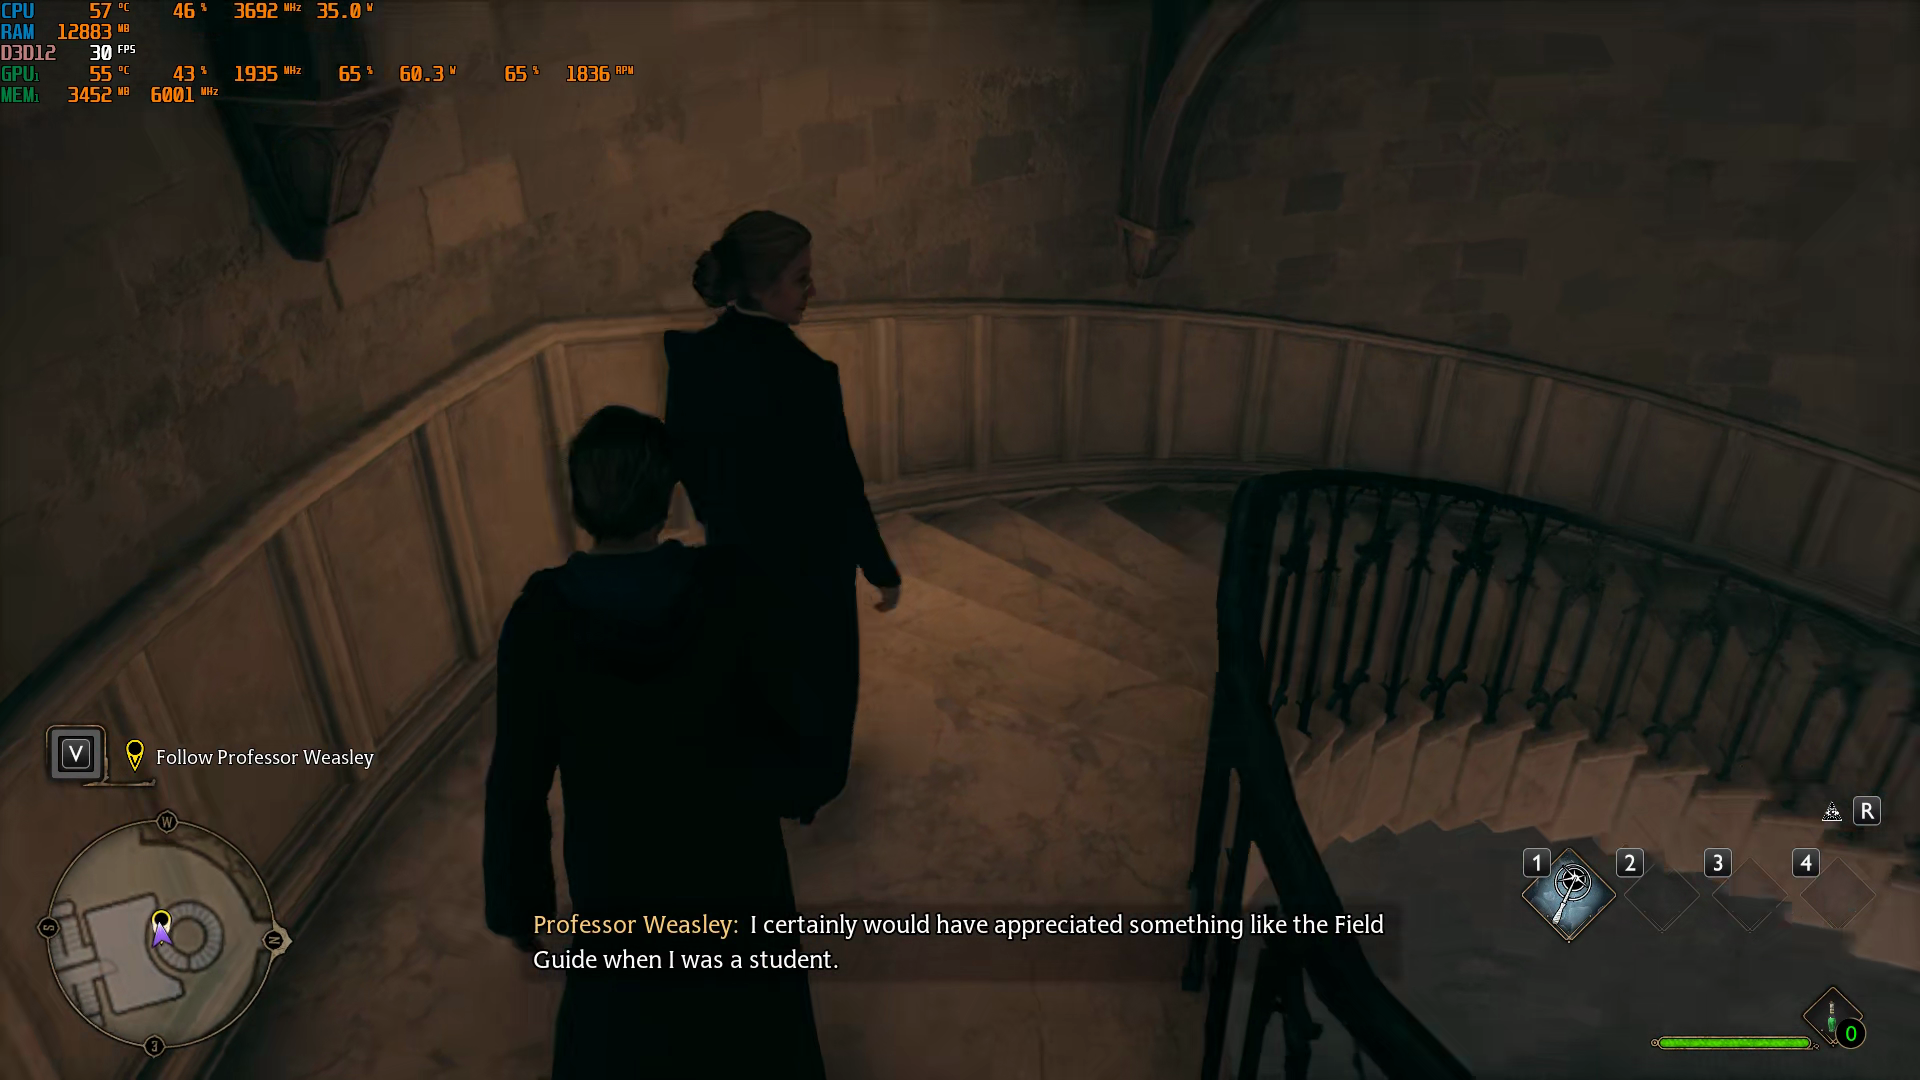 CPU 57 °C 46 % 3692 MHz 35.0 W
RAM 12883 MB
D3D12 30 FPS
GPU1 55 °C 43 % 1935 MHz 65 % 60.3 W 65 % 1836 RPM
MEM1 3452 MB 6001 MHz
V Follow Professor Weasley
W
S
N
3
R
1 2 3 4
Professor Weasley: I certainly would have appreciated something like the Field
Guide when I was a student.
0